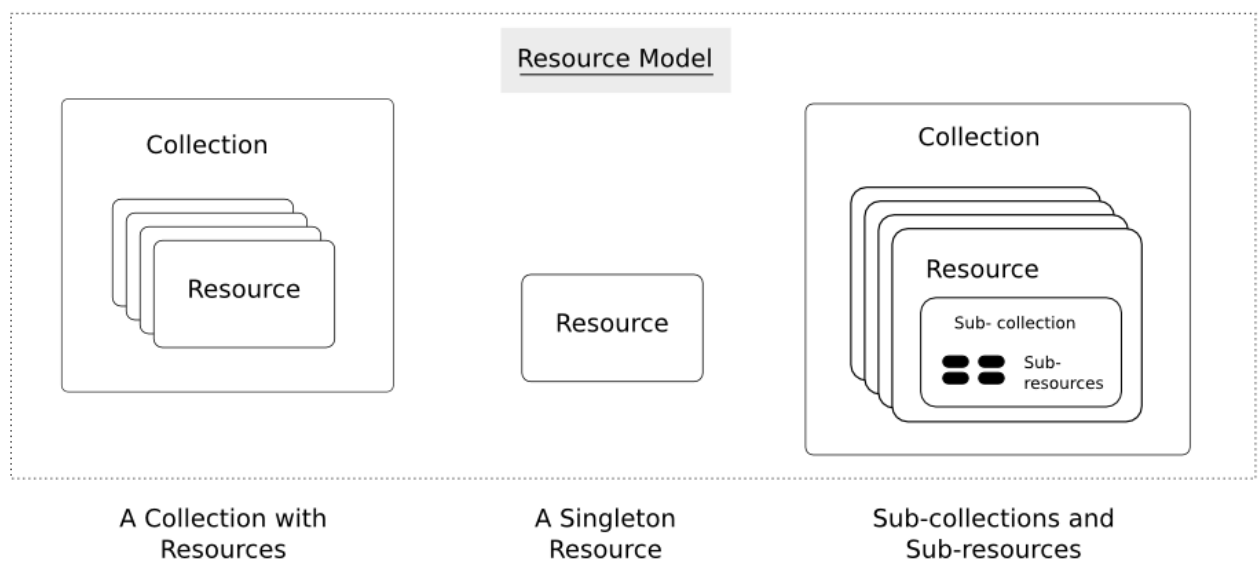 Resource Model
Collection
Resource
Resource
Collection
Resource
Sub- collection
Sub-
resources
A Collection with
Resources
A Singleton
Resource
Sub-collections and
Sub-resources